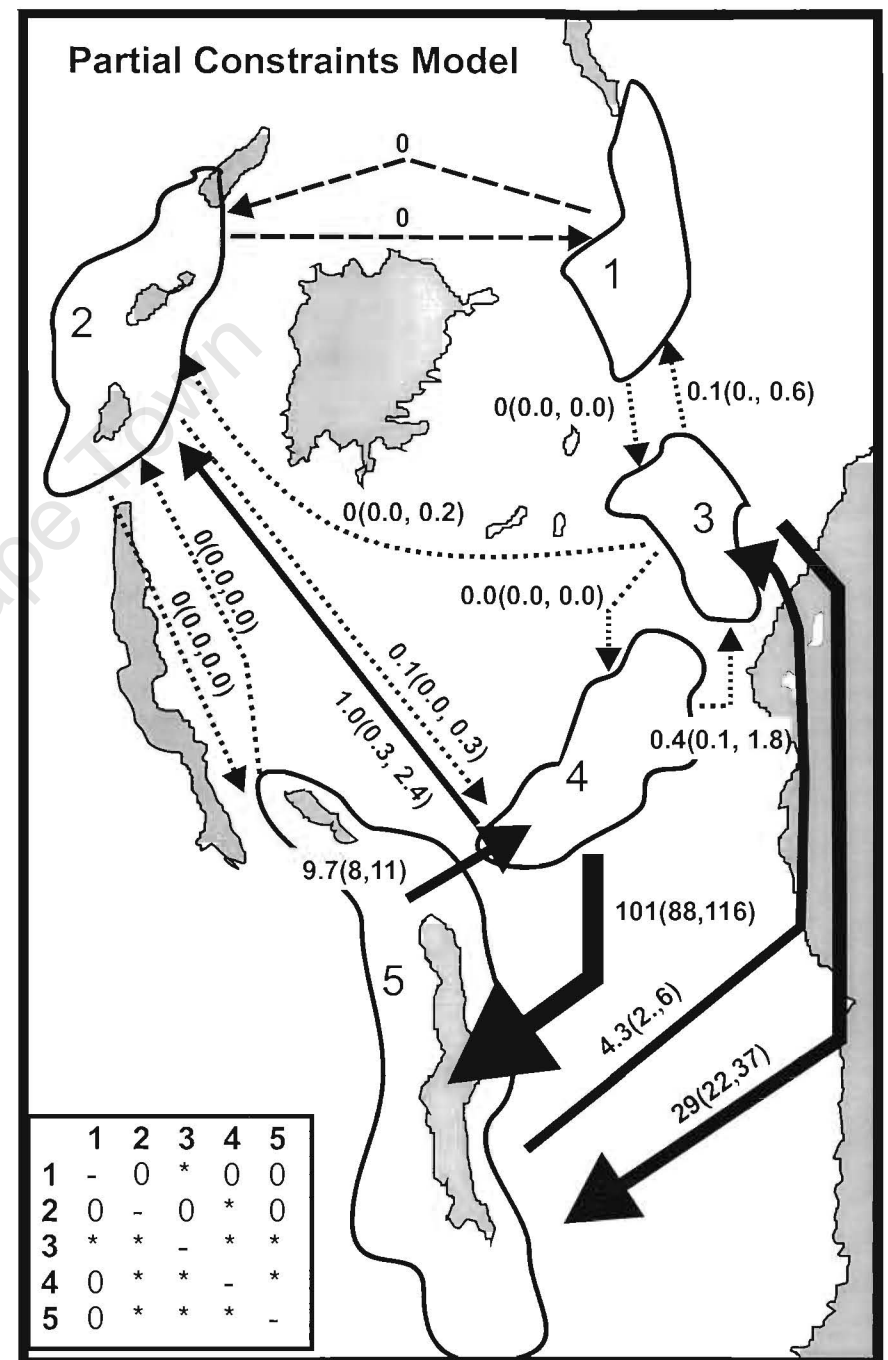 Partial Constraints Model
0
0
1
2
0(0.0, 0.0)
0.1(0., 0.6)
0(0.0, 0.2)
3
0.0(0.0, 0.0)
0(0.0,0.0)
0(0.0,0.0)
0.1(0.0, 0.3)
1.0(0.3, 2.4)
0.4(0.1, 1.8)
4
9.7(8,11)
101(88,116)
5
4.3(2.,6)
29(22,37)
1 2 3 4 5
1 - 0 * 0 0
2 0 - 0 * 0
3 * * - * *
4 0 * * - *
5 0 * * * -
Town